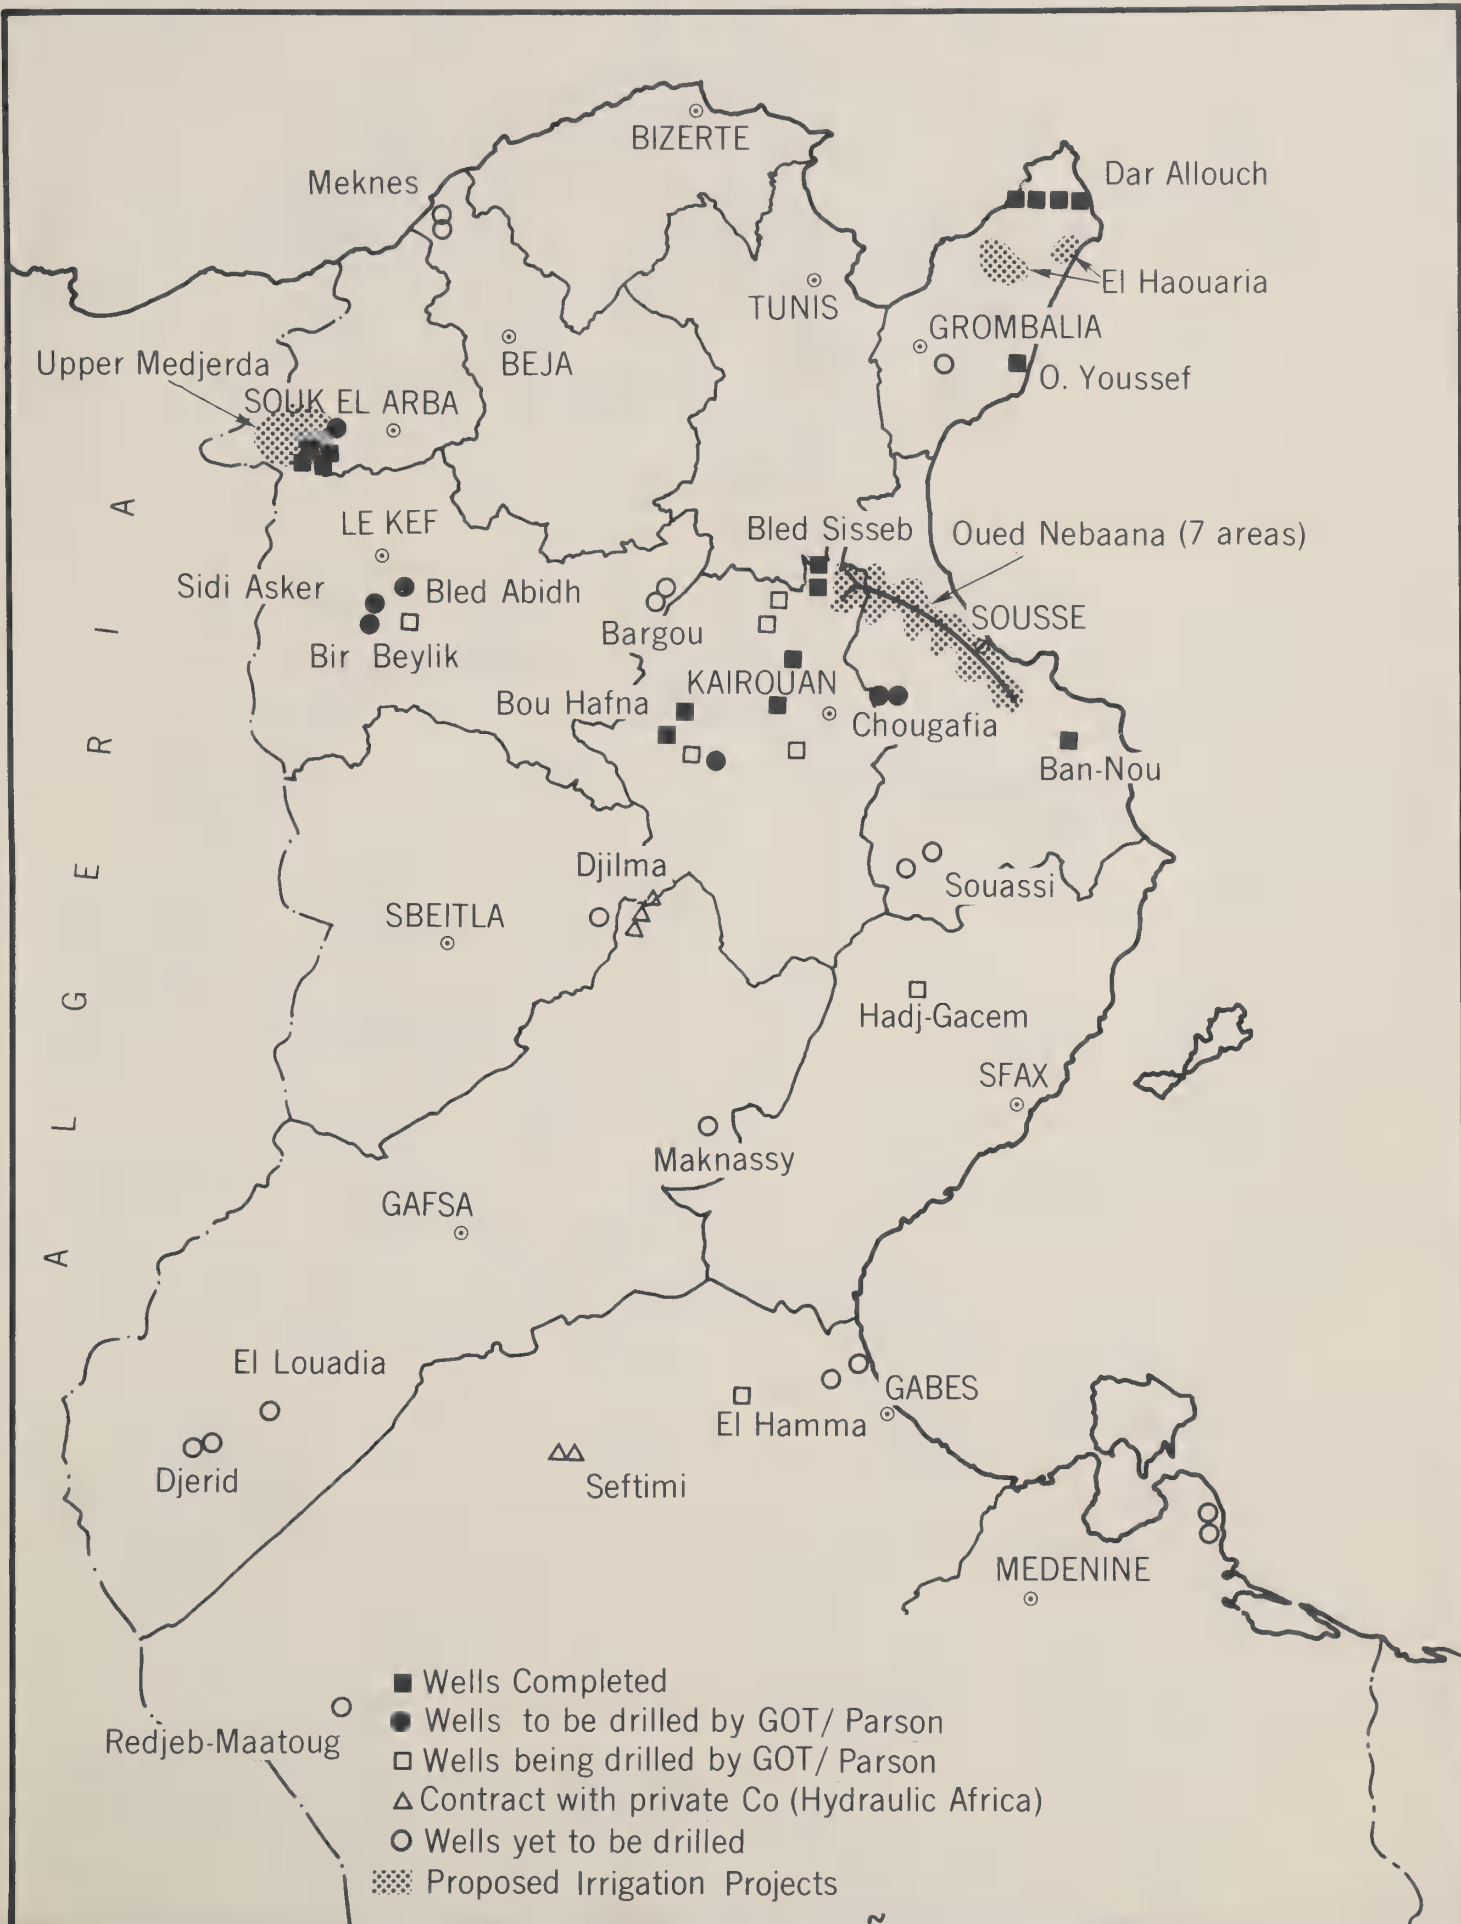 BIZERTE
Meknes
Dar Allouch
El Haouaria
TUNIS
GROMBALIA
BEJA
Upper Medjerda
O. Youssef
SOUK EL ARBA
LE KEF
Bled Sisseb
Oued Nebaana (7 areas)
Sidi Asker
Bled Abidh
SOUSSE
Bargou
Bir Beylik
KAIROUAN
Bou Hafna
Chougafia
Ban-Nou
Djilma
Souassi
SBEITLA
Hadj-Gacem
SFAX
Maknassy
GAFSA
ALGERIA
El Louadia
GABES
El Hamma
Djerid
Seftimi
MEDENINE
Redjeb-Maatoug
Wells Completed
Wells to be drilled by GOT/ Parson
Wells being drilled by GOT/ Parson
Contract with private Co (Hydraulic Africa)
Wells yet to be drilled
Proposed Irrigation Projects